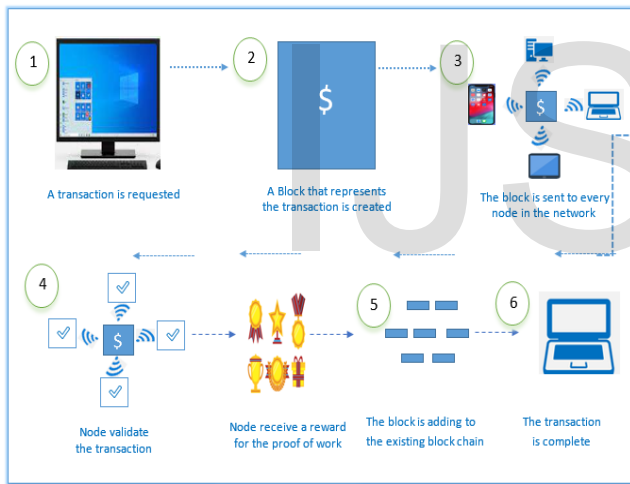 1
2
3
$
$
A transaction is requested
A Block that represents
the transaction is created
The block is sent to every
node in the network
IJS
4
5
6
$
Node validate
the transaction
Node receive a reward
for the proof of work
The block is adding to
the existing block chain
The transaction
is complete